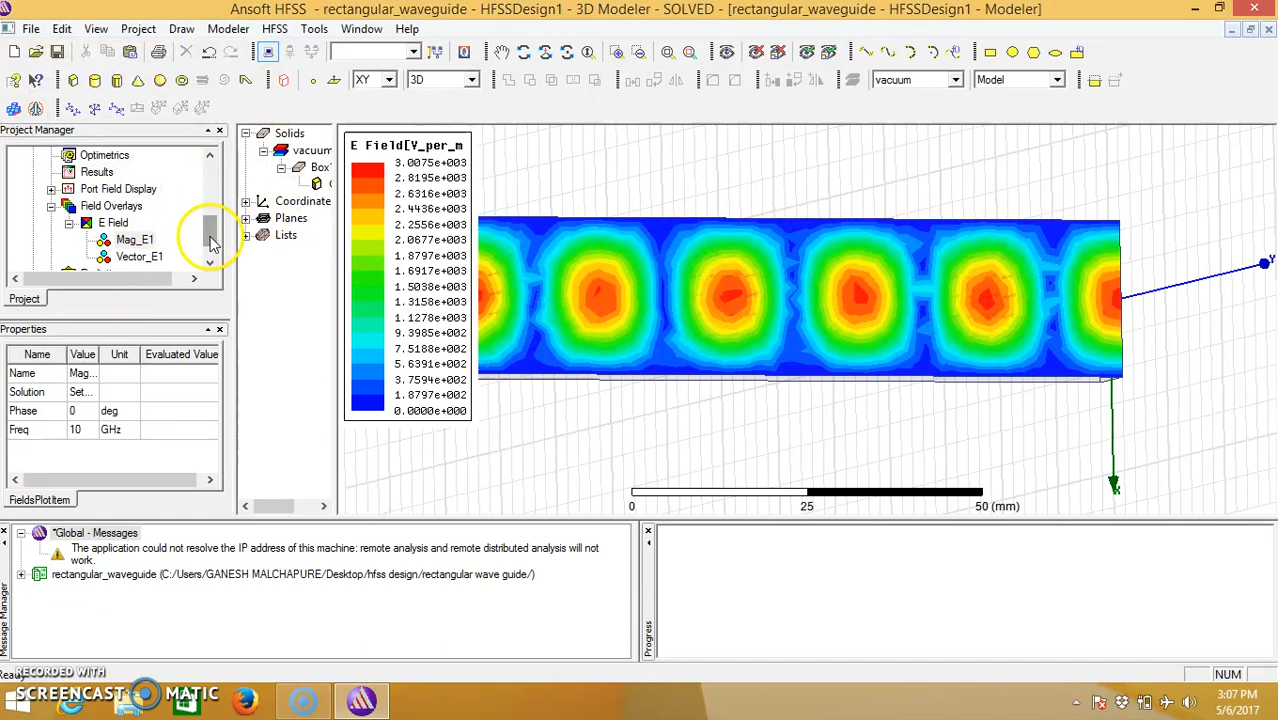 Ansoft HFSS - rectangular_waveguide - HFSSDesign1 - 3D Modeler - SOLVED - [rectangular_waveguide - HFSSDesign1 - Modeler]
File Edit View Project Draw Modeler HFSS Tools Window Help
XY 3D vacuum Model
Project Manager
Optimetrics
Results
Port Field Display
Field Overlays
E Field
Mag_E1
Vector_E1
Project
Properties
Name Value Unit Evaluated Value
Name Mag...
Solution Set...
Phase 0 deg
Freq 10 GHz
FieldsPlotItem
Solids
vacuum
Box
Coordinate
Planes
Lists
E Field[V_per_m
3.0075e+003
2.8195e+003
2.6316e+003
2.4436e+003
2.2556e+003
2.0677e+003
1.8797e+003
1.6917e+003
1.5038e+003
1.3158e+003
1.1278e+003
9.3985e+002
7.5188e+002
5.6391e+002
3.7594e+002
1.8797e+002
0.0000e+000
Y
X
0 25 50 (mm)
*Global - Messages
The application could not resolve the IP address of this machine: remote analysis and remote distributed analysis will not
work.
rectangular_waveguide (C:/Users/GANESH MALCHAPURE/Desktop/hfss design/rectangular wave guide/)
Message Manager
Progress
Ready
NUM
RECORDED WITH
SCREENCAST MATIC
3:07 PM
5/6/2017